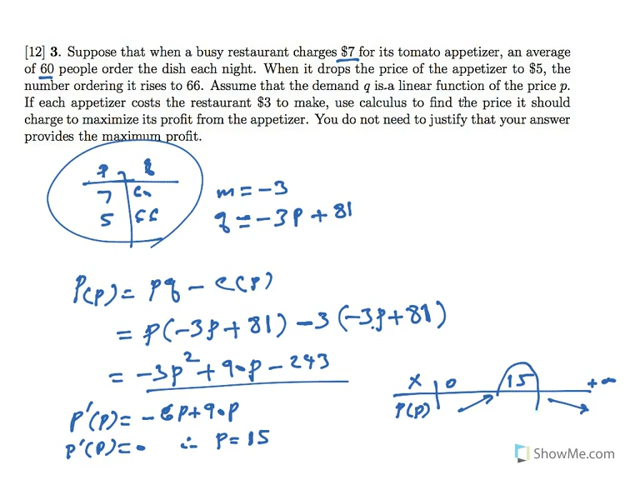 [12] 3. Suppose that when a busy restaurant charges $7 for its tomato appetizer, an average
of 60 people order the dish each night. When it drops the price of the appetizer to $5, the
number ordering it rises to 66. Assume that the demand q is a linear function of the price p.
If each appetizer costs the restaurant $3 to make, use calculus to find the price it should
charge to maximize its profit from the appetizer. You do not need to justify that your answer
provides the maximum profit.
P q
7 60
5 66
m = -3
q = -3P + 81
P(p) = pq - c(p)
= p(-3p + 81) - 3(-3p + 81)
= -3p² + 90p - 243
P'(p) = -6p + 90p
P'(p) = 0 ∴ p = 15
x 0 15 +∞
P(p)
ShowMe.com